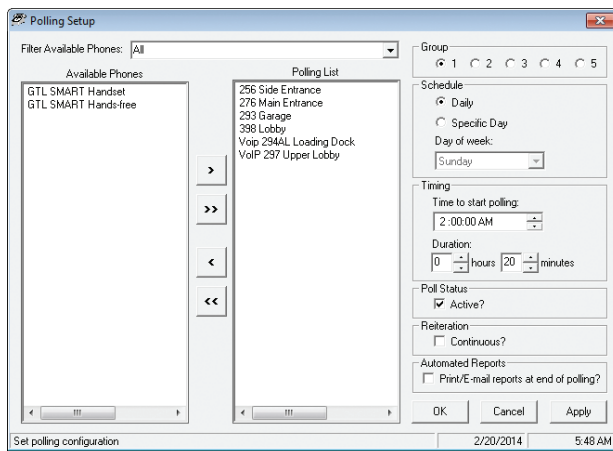 Polling Setup
Filter Available Phones: All
Available Phones
GTL SMART Handset
GTL SMART Hands-free
>
>>
<
<<
Polling List
256 Side Entrance
276 Main Entrance
293 Garage
398 Lobby
Voip 294AL Loading Dock
VoIP 297 Upper Lobby
Group
1 2 3 4 5
Schedule
Daily
Specific Day
Day of week:
Sunday
Timing
Time to start polling:
2 :00:00 AM
Duration:
0 hours 20 minutes
Poll Status
Active?
Reiteration
Continuous?
Automated Reports
Print/E-mail reports at end of polling?
OK Cancel Apply
Set polling configuration 2/20/2014 5:48 AM